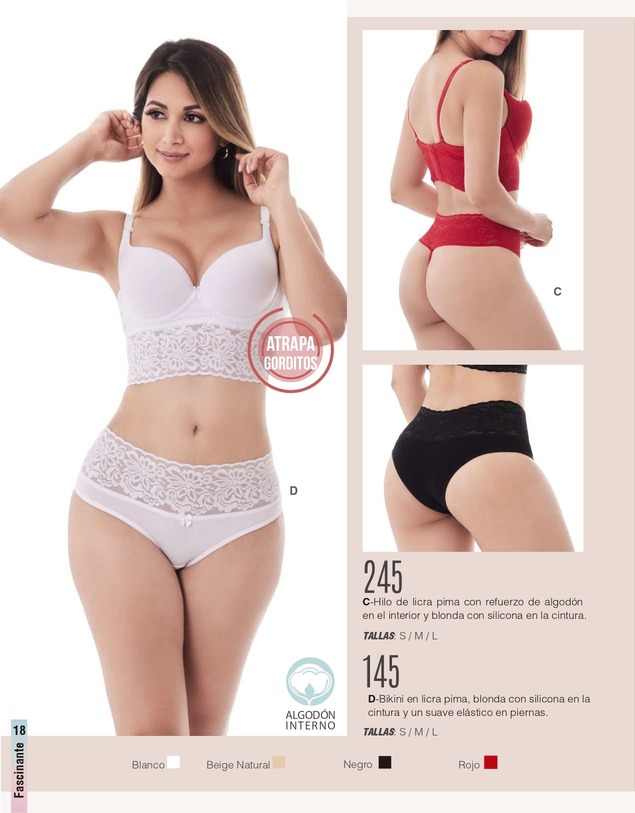 ATRAPA
GORDITOS
C
D
245
C-Hilo de licra pima con refuerzo de algodón
en el interior y blonda con silicona en la cintura.
TALLAS: S / M / L
145
D-Bikini en licra pima, blonda con silicona en la
cintura y un suave elástico en piernas.
TALLAS: S / M / L
ALGODÓN
INTERNO
18
Fascinante
Blanco
Beige Natural
Negro
Rojo